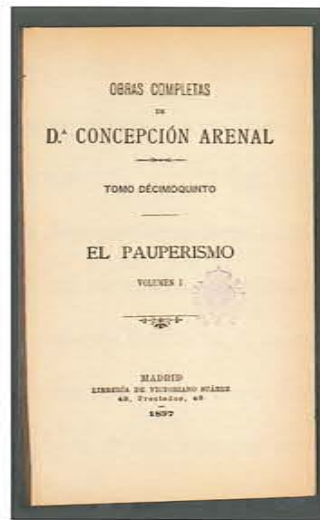 OBRAS COMPLETAS
DE
D.ª CONCEPCIÓN ARENAL
TOMO DÉCIMOQUINTO
EL PAUPERISMO
VOLUMEN I
MADRID
LIBRERÍA DE VICTORIANO SUÁREZ
48, Preciados, 48
1897